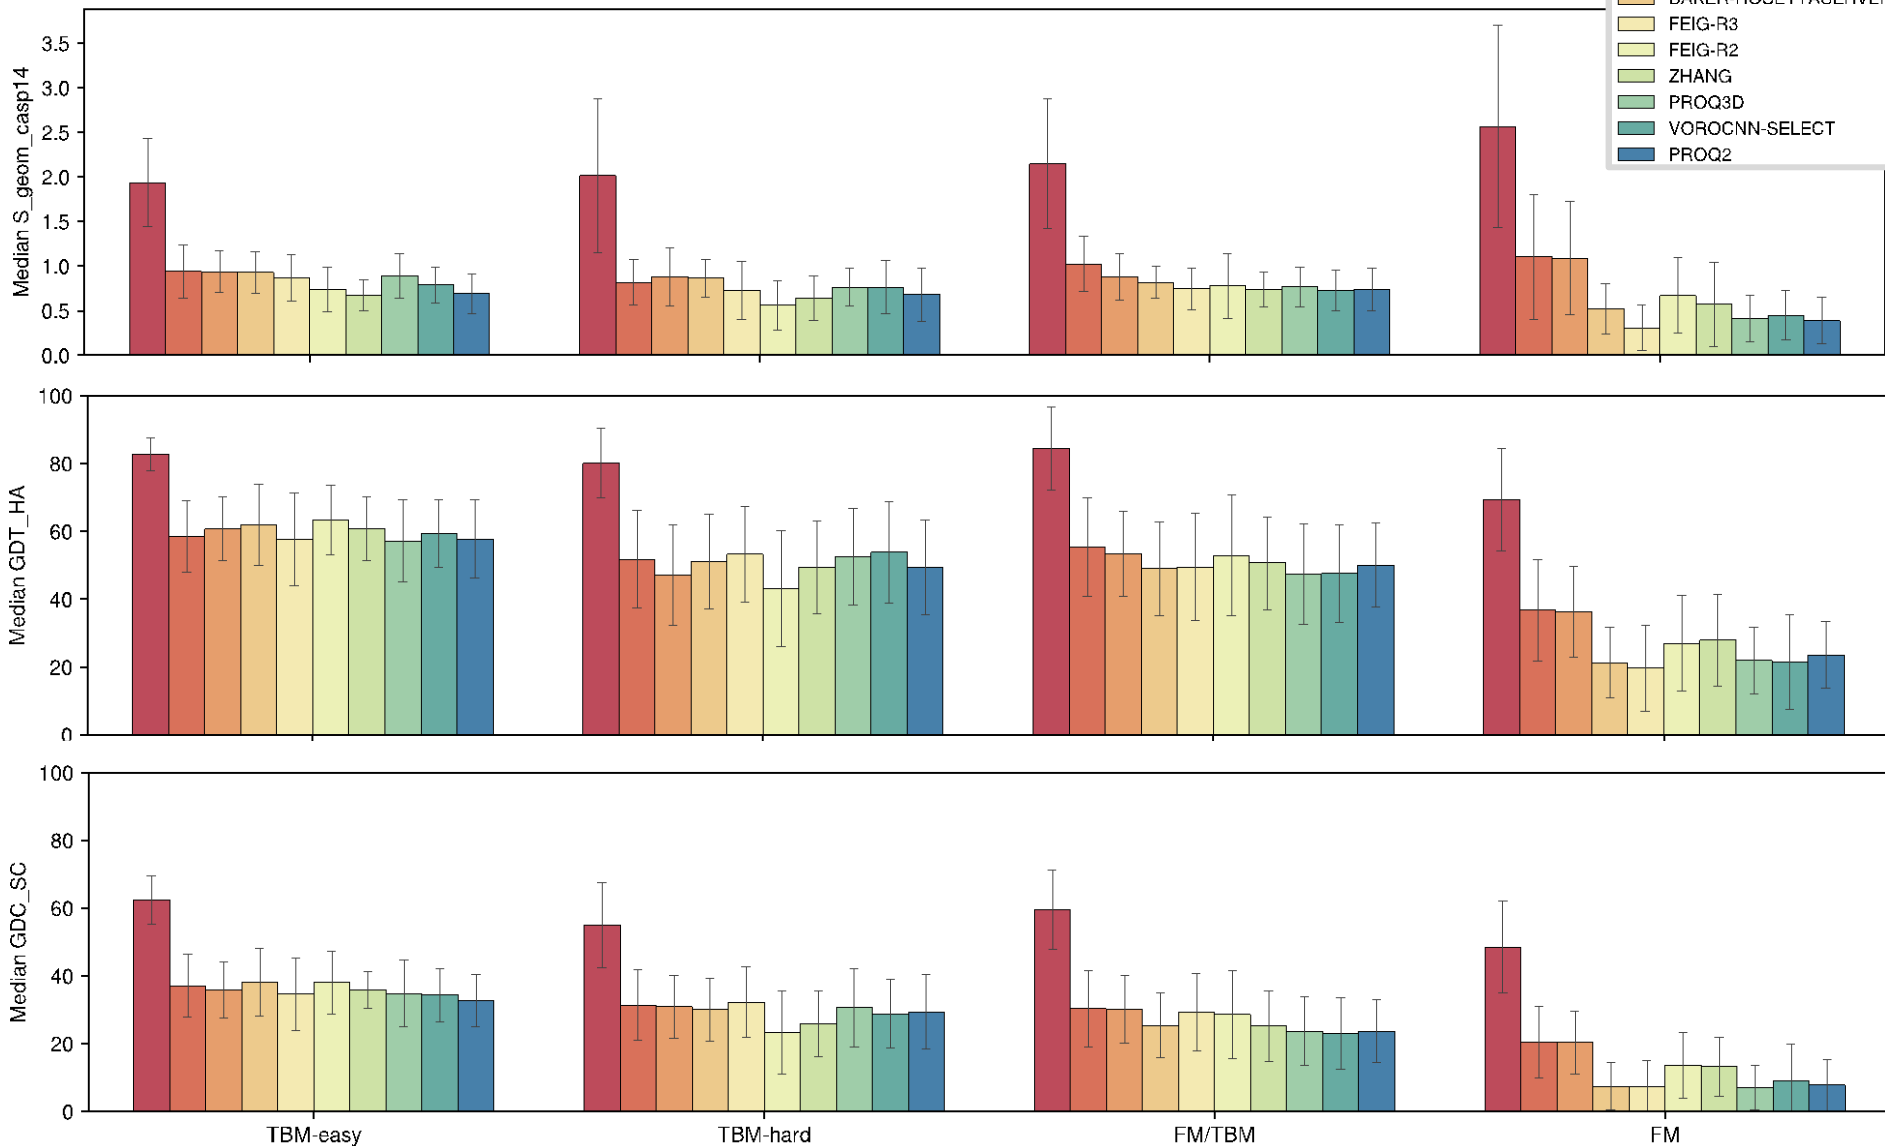 FEIG-R3
FEIG-R2
ZHANG
PROQ3D
VOROCNN-SELECT
PROQ2
Median S_geom_casp14
3.5
3.0
2.5
2.0
1.5
1.0
0.5
0.0
Median GDT_HA
100
80
60
40
20
0
Median GDC_SC
100
80
60
40
20
0
TBM-easy TBM-hard FM/TBM FM